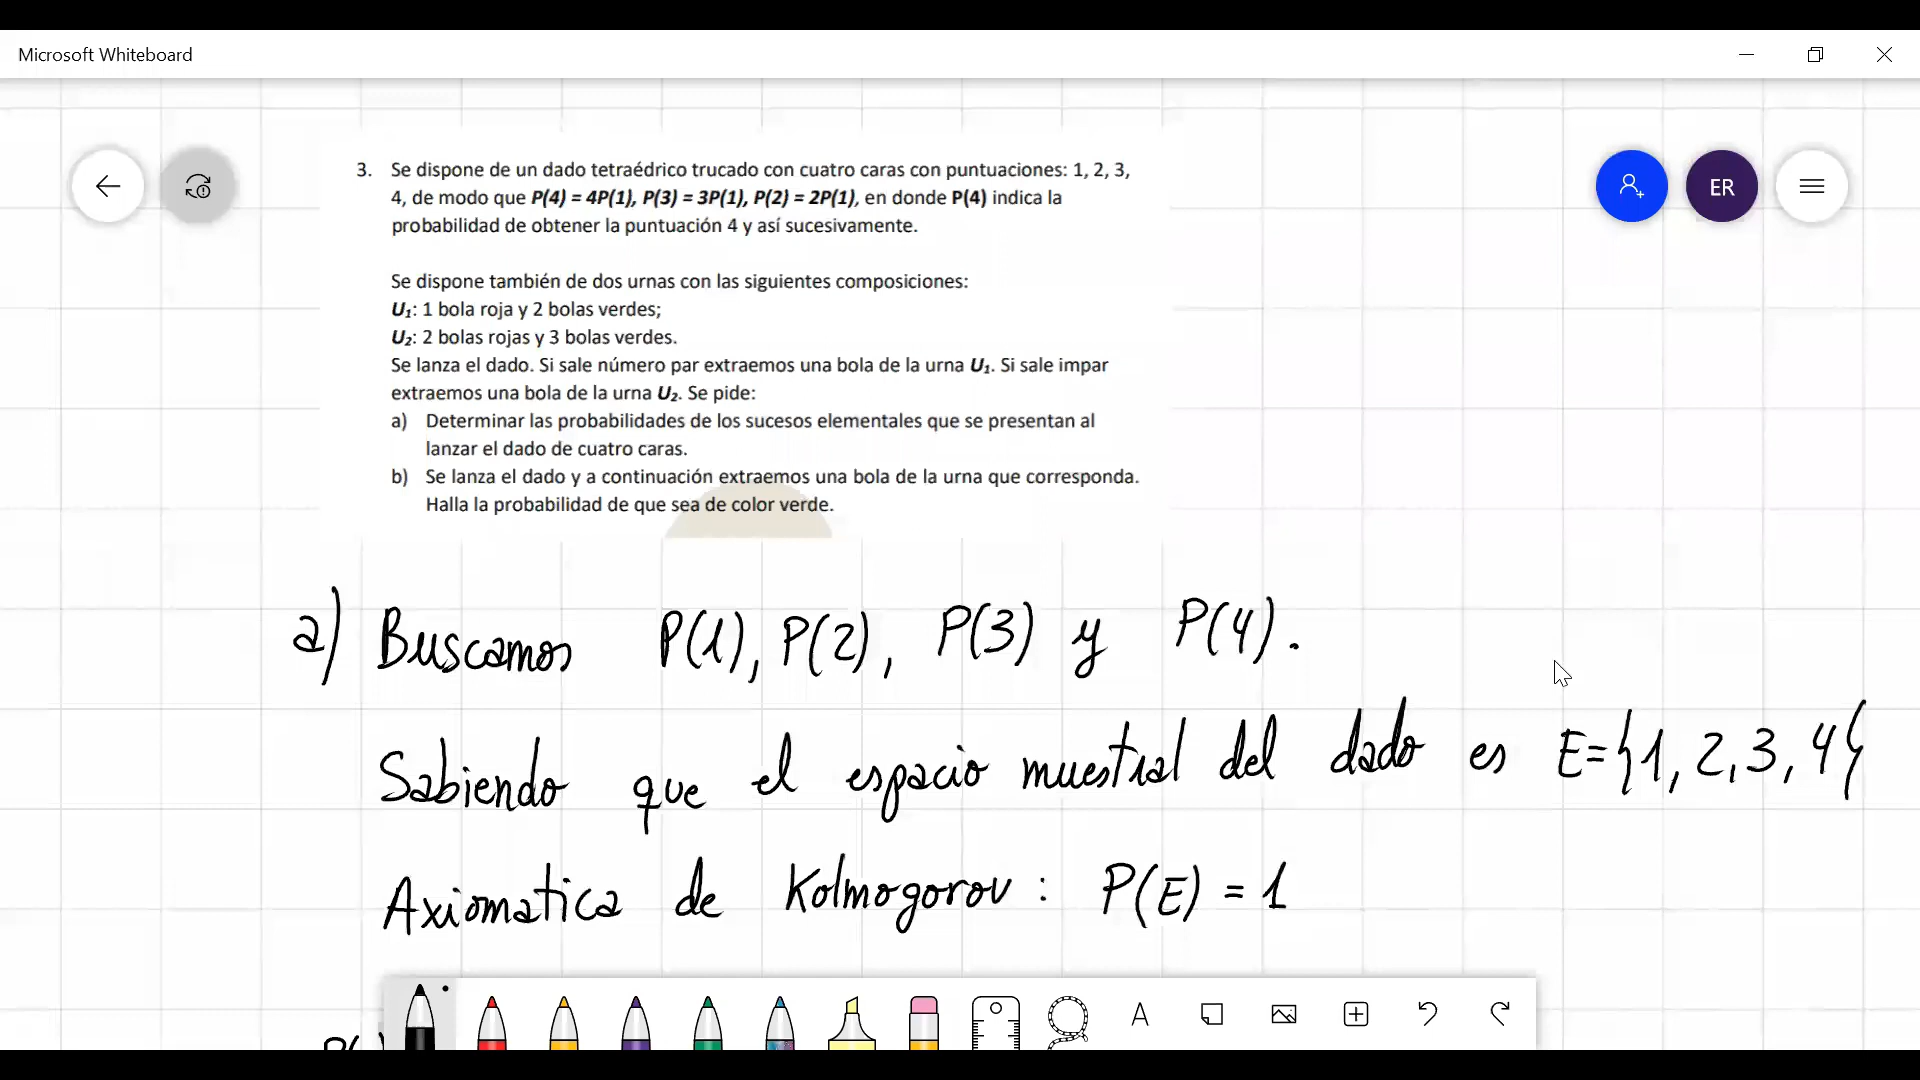 Microsoft Whiteboard
3. Se dispone de un dado tetraédrico trucado con cuatro caras con puntuaciones: 1, 2, 3,
4, de modo que P(4) = 4P(1), P(3) = 3P(1), P(2) = 2P(1), en donde P(4) indica la
probabilidad de obtener la puntuación 4 y así sucesivamente.
Se dispone también de dos urnas con las siguientes composiciones:
U₁: 1 bola roja y 2 bolas verdes;
U₂: 2 bolas rojas y 3 bolas verdes.
Se lanza el dado. Si sale número par extraemos una bola de la urna U₁. Si sale impar
extraemos una bola de la urna U₂. Se pide:
a) Determinar las probabilidades de los sucesos elementales que se presentan al
lanzar el dado de cuatro caras.
b) Se lanza el dado y a continuación extraemos una bola de la urna que corresponda.
Halla la probabilidad de que sea de color verde.
ER
a) Buscamos P(1), P(2), P(3) y P(4).
Sabiendo que el espacio muestral del dado es E={1, 2, 3, 4}
Axiomatica de Kolmogorov: P(E) = 1
A